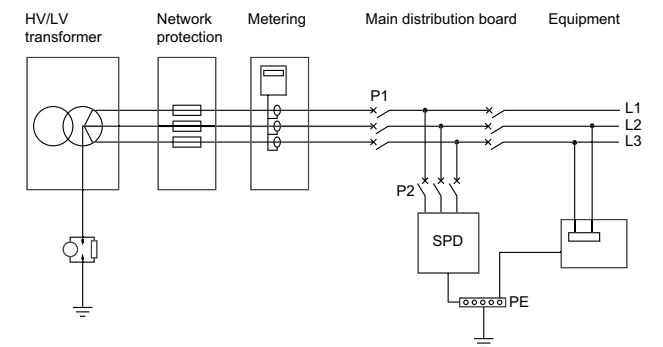 HV/LV
transformer
Network
protection
Metering
Main distribution board
Equipment
P1
L1
L2
L3
P2
SPD
PE